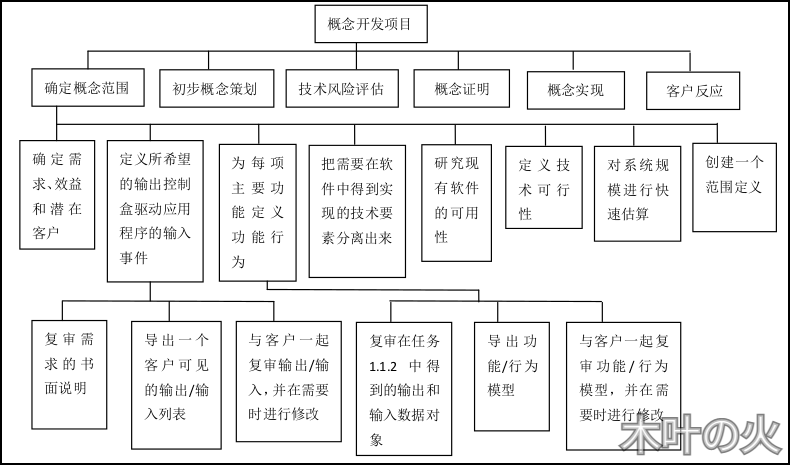 概念开发项目
确定概念范围
初步概念策划
技术风险评估
概念证明
概念实现
客户反应
确定需
求、效益
和潜在
客户
定义所希望
的输出控制
盒驱动应用
程序的输入
事件
为每项
主要功
能定义
功能行
为
把需要在软
件中得到实
现的技术要
素分离出来
研究现
有软件
的可用
性
定义技
术可行
性
对系统规
模进行快
速估算
创建一个
范围定义
复审需
求的书
面说明
导出一个
客户可见
的输出/输
入列表
与客户一起
复审输出/输
入，并在需要
时进行修改
复审在任务
1.1.2 中得
到的输出和
输入数据对
象
导出功
能/行为
模型
与客户一起复
审功能/行为
模型，并在需
要时进行修改
木叶の火